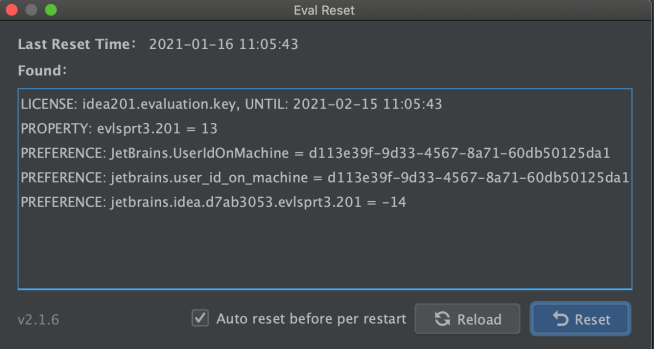 Eval Reset
Last Reset Time: 2021-01-16 11:05:43
Found:
LICENSE: idea201.evaluation.key, UNTIL: 2021-02-15 11:05:43
PROPERTY: evlsprt3.201 = 13
PREFERENCE: JetBrains.UserIdOnMachine = d113e39f-9d33-4567-8a71-60db50125da1
PREFERENCE: jetbrains.user_id_on_machine = d113e39f-9d33-4567-8a71-60db50125da1
PREFERENCE: jetbrains.idea.d7ab3053.evlsprt3.201 = -14
v2.1.6 Auto reset before per restart Reload Reset